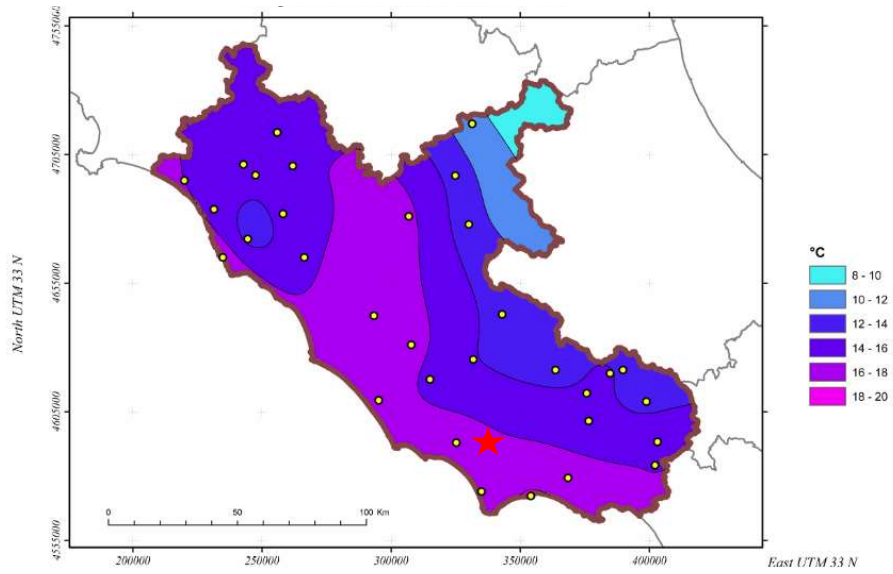 4755000
4705000
4655000
4605000
4555000
North UTM 33 N
°C
8 - 10
10 - 12
12 - 14
14 - 16
16 - 18
18 - 20
0 50 100 Km
200000 250000 300000 350000 400000
East UTM 33 N